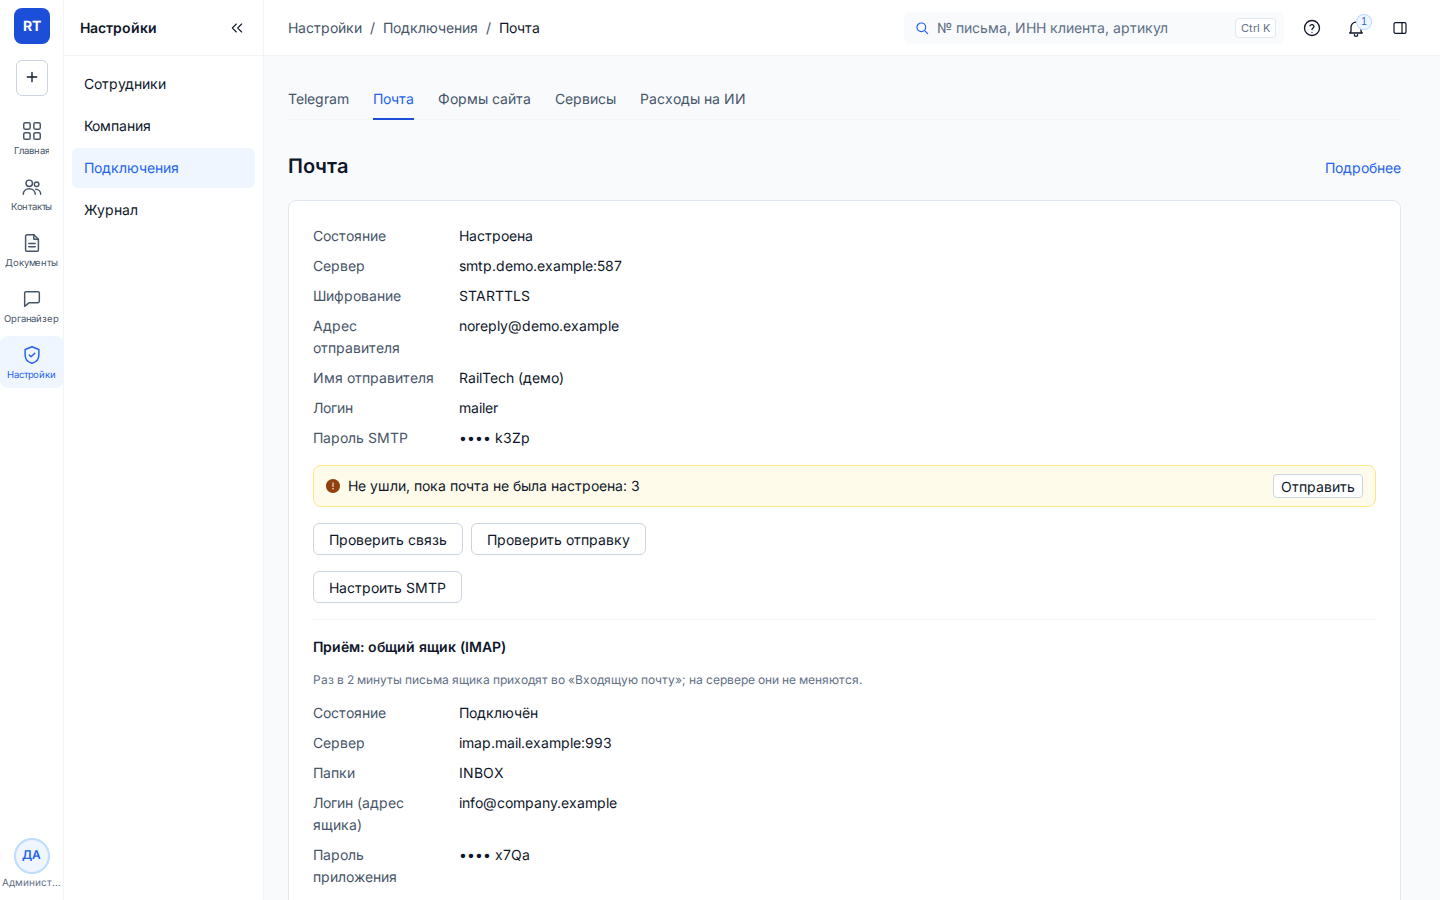 RT
Настройки
Настройки / Подключения / Почта
№ письма, ИНН клиента, артикул
Ctrl K
1
Главная
Контакты
Документы
Органайзер
Настройки
ДА
Админист...
Сотрудники
Компания
Подключения
Журнал
Telegram Почта Формы сайта Сервисы Расходы на ИИ
Почта
Подробнее
Состояние Настроена
Сервер smtp.demo.example:587
Шифрование STARTTLS
Адрес отправителя noreply@demo.example
Имя отправителя RailTech (демо)
Логин mailer
Пароль SMTP •••• k3Zp
Не ушли, пока почта не была настроена: 3
Отправить
Проверить связь Проверить отправку
Настроить SMTP
Приём: общий ящик (IMAP)
Раз в 2 минуты письма ящика приходят во «Входящую почту»; на сервере они не меняются.
Состояние Подключён
Сервер imap.mail.example:993
Папки INBOX
Логин (адрес ящика) info@company.example
Пароль приложения •••• x7Qa